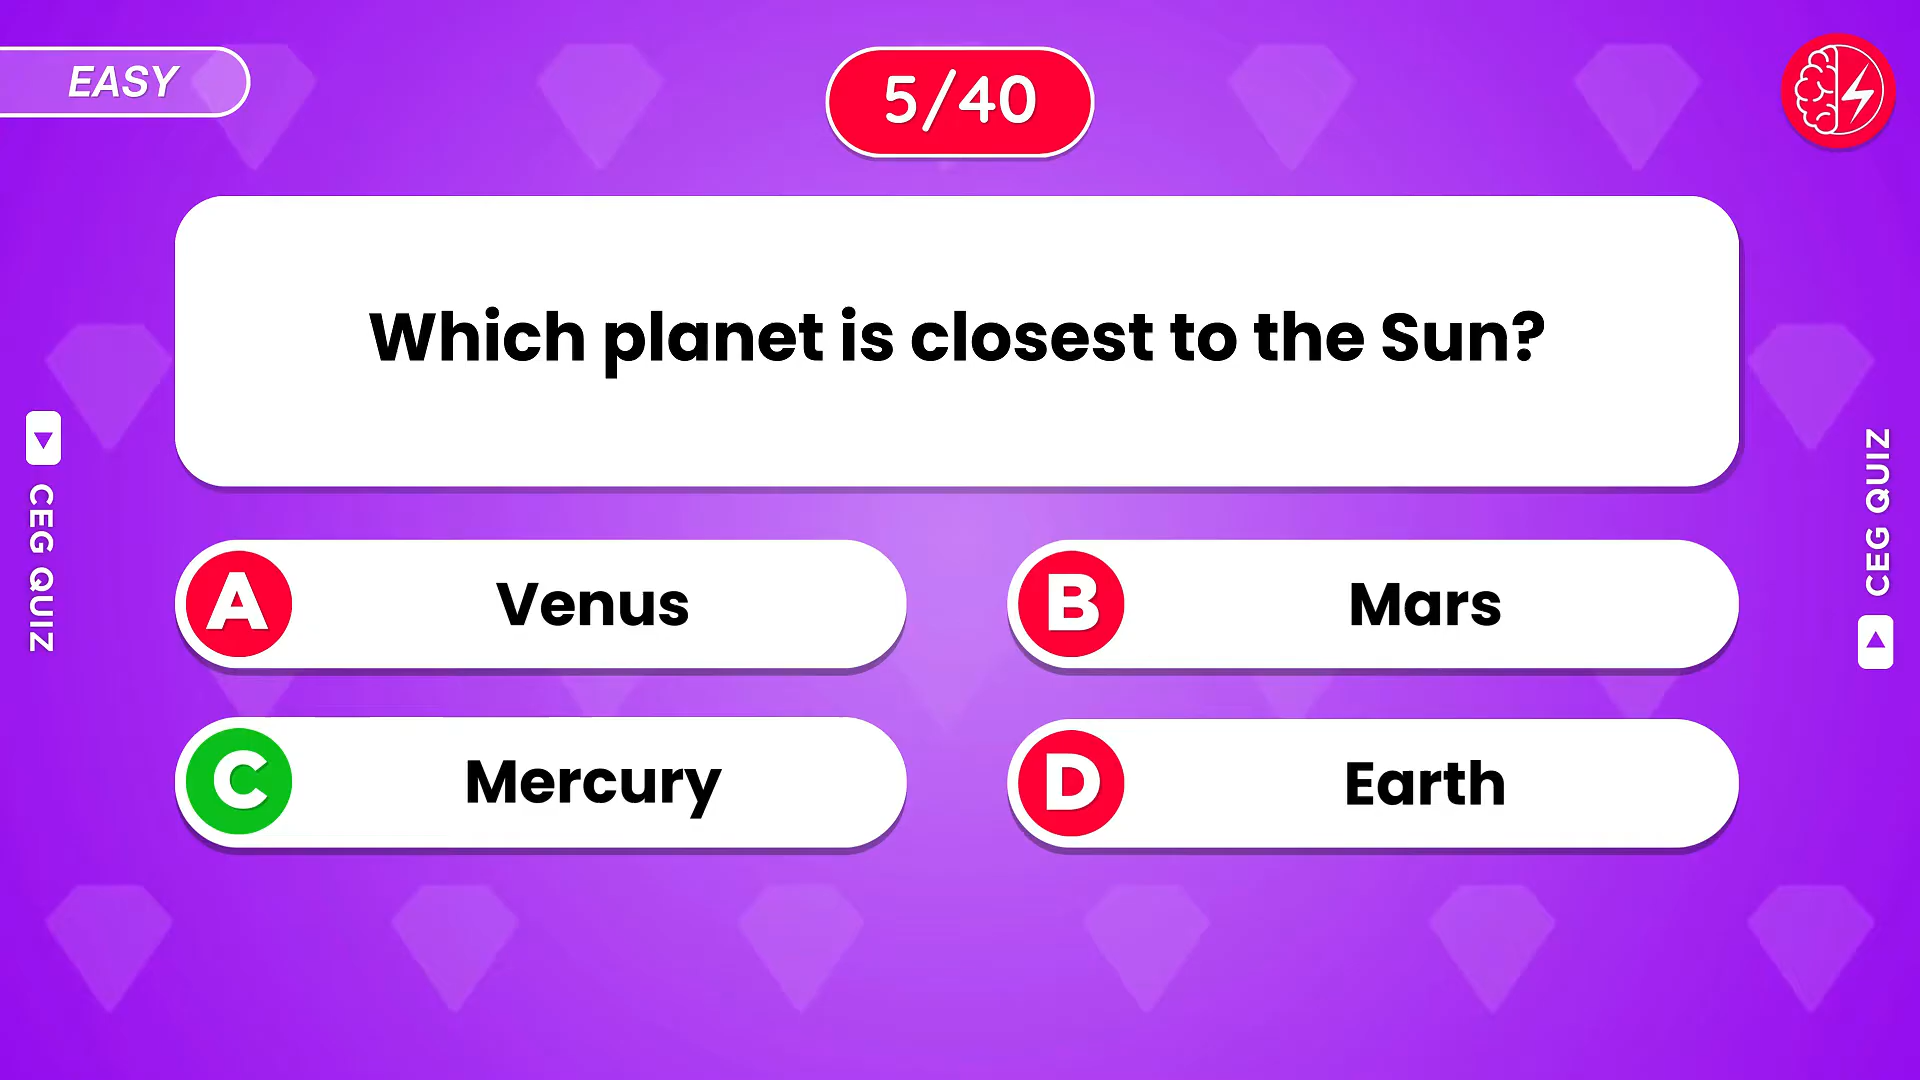 EASY
5/40
Which planet is closest to the Sun?
A Venus
B Mars
C Mercury
D Earth
CEG QUIZ
CEG QUIZ